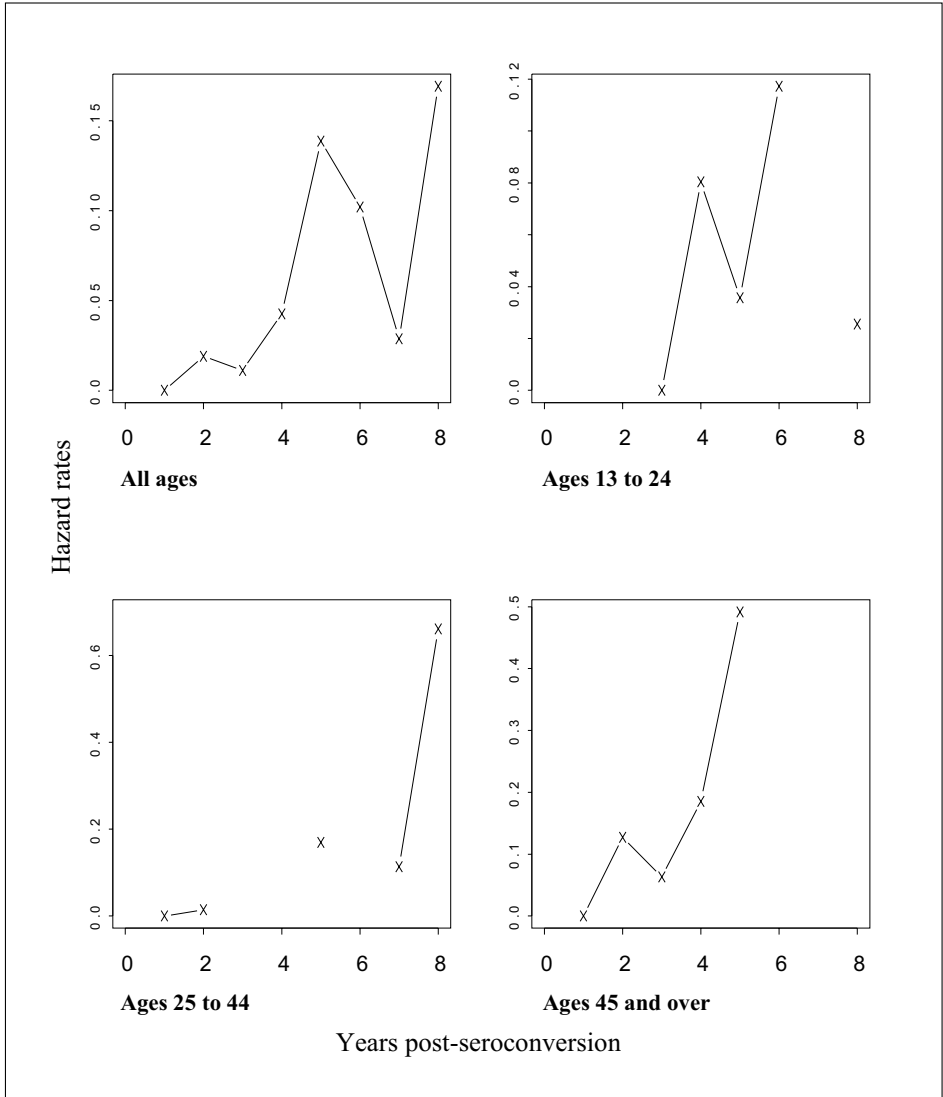 0.15
0.10
0.05
0.0
0 2 4 6 8
All ages
0.12
0.08
0.04
0.0
0 2 4 6 8
Ages 13 to 24
Hazard rates
0.6
0.4
0.2
0.0
0 2 4 6 8
Ages 25 to 44
0.5
0.4
0.3
0.2
0.1
0.0
0 2 4 6 8
Ages 45 and over
Years post-seroconversion